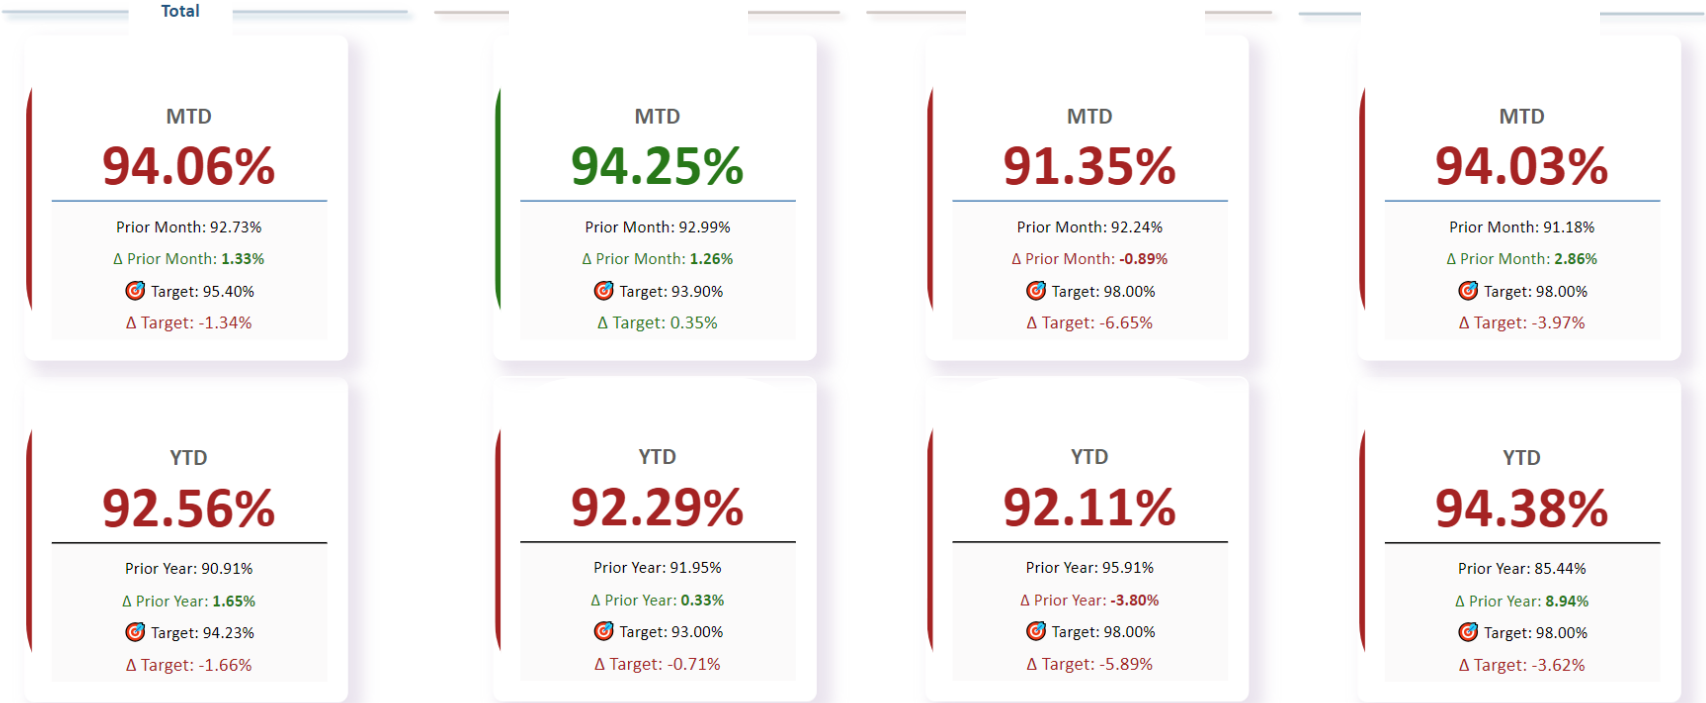 Total
MTD
94.06%
Prior Month: 92.73%
Δ Prior Month: 1.33%
Target: 95.40%
Δ Target: -1.34%
MTD
94.25%
Prior Month: 92.99%
Δ Prior Month: 1.26%
Target: 93.90%
Δ Target: 0.35%
MTD
91.35%
Prior Month: 92.24%
Δ Prior Month: -0.89%
Target: 98.00%
Δ Target: -6.65%
MTD
94.03%
Prior Month: 91.18%
Δ Prior Month: 2.86%
Target: 98.00%
Δ Target: -3.97%
YTD
92.56%
Prior Year: 90.91%
Δ Prior Year: 1.65%
Target: 94.23%
Δ Target: -1.66%
YTD
92.29%
Prior Year: 91.95%
Δ Prior Year: 0.33%
Target: 93.00%
Δ Target: -0.71%
YTD
92.11%
Prior Year: 95.91%
Δ Prior Year: -3.80%
Target: 98.00%
Δ Target: -5.89%
YTD
94.38%
Prior Year: 85.44%
Δ Prior Year: 8.94%
Target: 98.00%
Δ Target: -3.62%